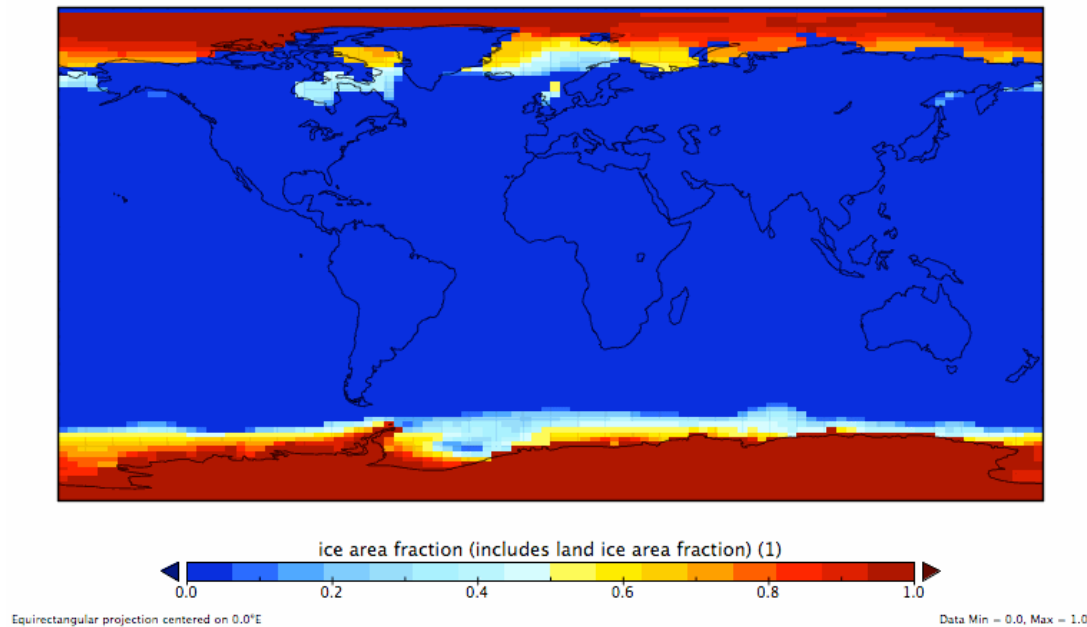 ice area fraction (includes land ice area fraction) (1)
0.0 0.2 0.4 0.6 0.8 1.0
Equirectangular projection centered on 0.0°E Data Min = 0.0, Max = 1.0